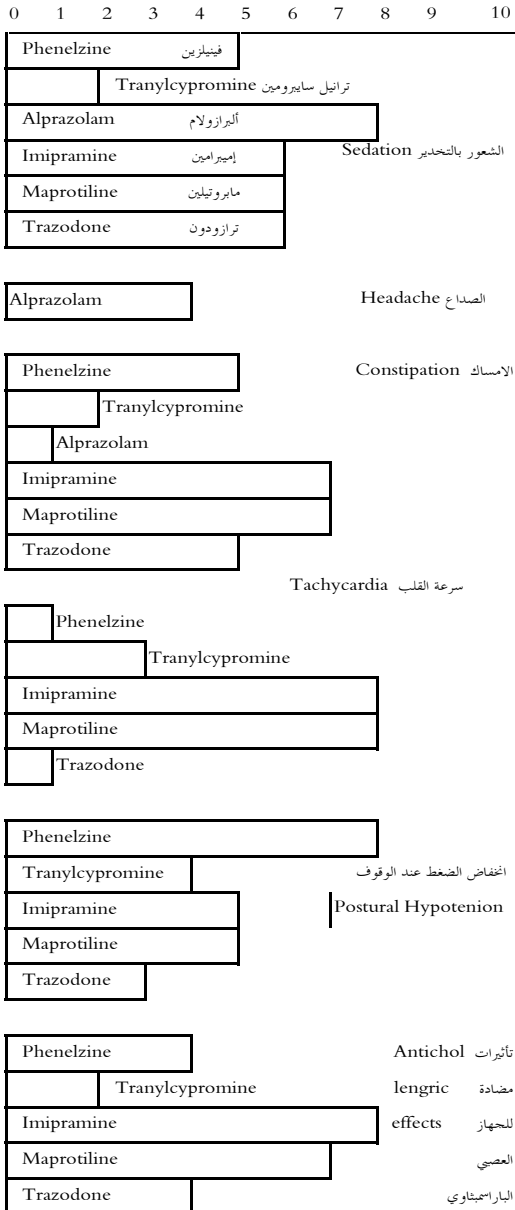 0 1 2 3 4 5 6 7 8 9 10
Phenelzine فينيلزين
Tranylcypromine ترانيل سايبرومين
Alprazolam ألبرازولام
Imipramine إميبرامين
الشعور بالتخدير Sedation
Maprotiline مابروتيلين
Trazodone ترازودون
Alprazolam
الصداع Headache
Phenelzine
الامساك Constipation
Tranylcypromine
Alprazolam
Imipramine
Maprotiline
Trazodone
سرعة القلب Tachycardia
Phenelzine
Tranylcypromine
Imipramine
Maprotiline
Trazodone
Phenelzine
Tranylcypromine
انخفاض الضغط عند الوقوف
Imipramine
Postural Hypotenion
Maprotiline
Trazodone
Phenelzine
تأثيرات Antichol
Tranylcypromine
مضادة lengric
Imipramine
للجهاز effects
Maprotiline
العصبي
Trazodone
الباراسمبثاوي